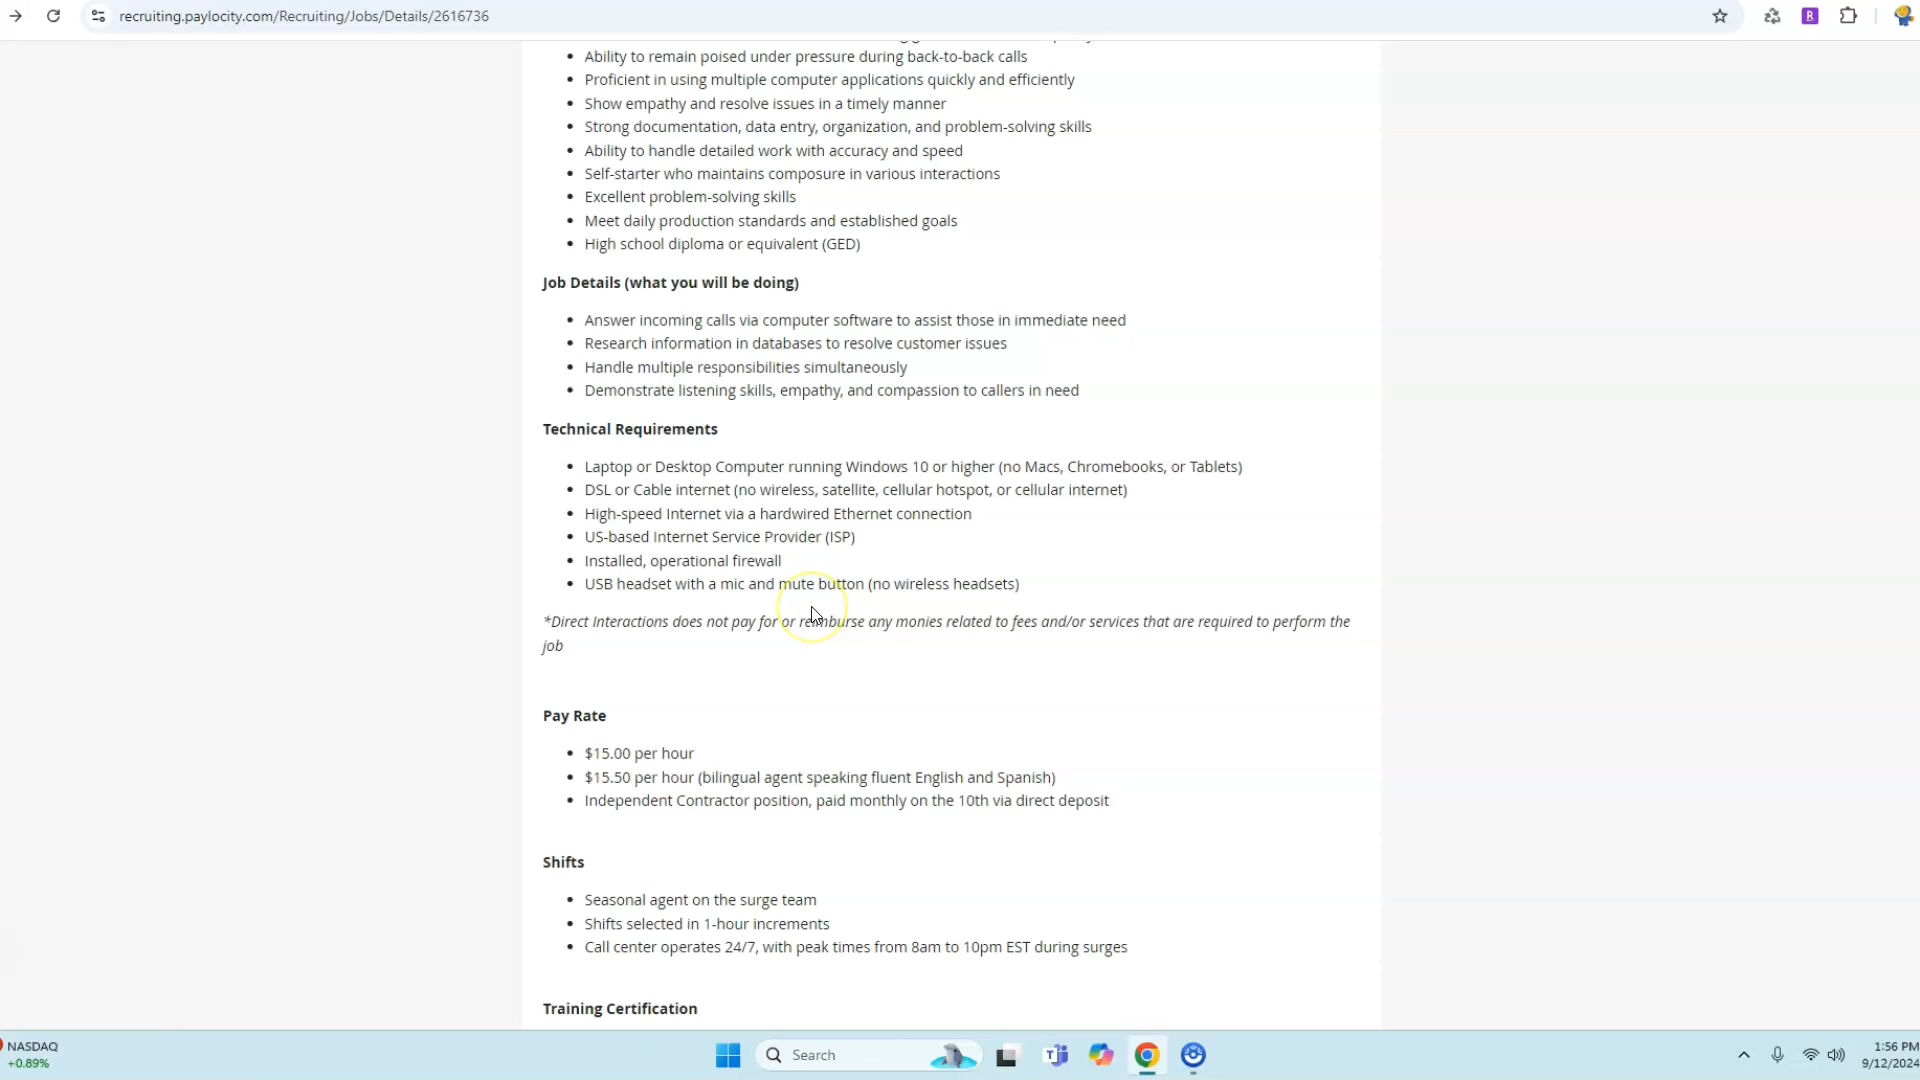 recruiting.paylocity.com/Recruiting/Jobs/Details/2616736
R
Ability to remain poised under pressure during back-to-back calls
Proficient in using multiple computer applications quickly and efficiently
Show empathy and resolve issues in a timely manner
Strong documentation, data entry, organization, and problem-solving skills
Ability to handle detailed work with accuracy and speed
Self-starter who maintains composure in various interactions
Excellent problem-solving skills
Meet daily production standards and established goals
High school diploma or equivalent (GED)
Job Details (what you will be doing)
Answer incoming calls via computer software to assist those in immediate need
Research information in databases to resolve customer issues
Handle multiple responsibilities simultaneously
Demonstrate listening skills, empathy, and compassion to callers in need
Technical Requirements
Laptop or Desktop Computer running Windows 10 or higher (no Macs, Chromebooks, or Tablets)
DSL or Cable internet (no wireless, satellite, cellular hotspot, or cellular internet)
High-speed Internet via a hardwired Ethernet connection
US-based Internet Service Provider (ISP)
Installed, operational firewall
USB headset with a mic and mute button (no wireless headsets)
*Direct Interactions does not pay for or reimburse any monies related to fees and/or services that are required to perform the
job
Pay Rate
$15.00 per hour
$15.50 per hour (bilingual agent speaking fluent English and Spanish)
Independent Contractor position, paid monthly on the 10th via direct deposit
Shifts
Seasonal agent on the surge team
Shifts selected in 1-hour increments
Call center operates 24/7, with peak times from 8am to 10pm EST during surges
Training Certification
NASDAQ
+0.89%
Search
1:56 PM
9/12/2024